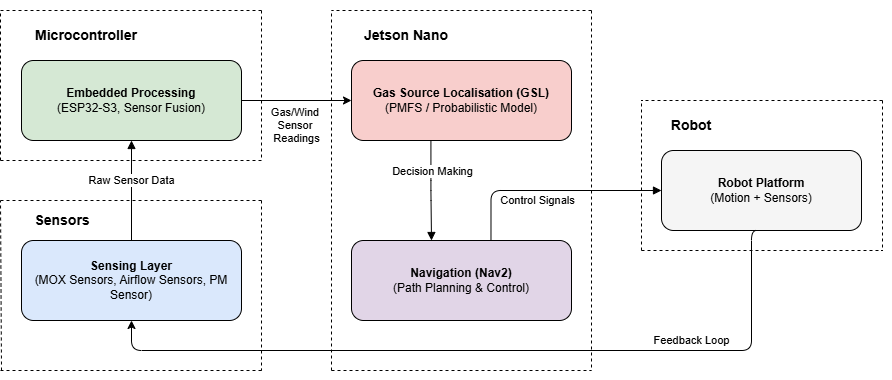 Microcontroller
Embedded Processing
(ESP32-S3, Sensor Fusion)
Raw Sensor Data
Sensors
Sensing Layer
(MOX Sensors, Airflow Sensors, PM
Sensor)
Gas/Wind
Sensor
Readings
Jetson Nano
Gas Source Localisation (GSL)
(PMFS / Probabilistic Model)
Decision Making
Navigation (Nav2)
(Path Planning & Control)
Control Signals
Robot
Robot Platform
(Motion + Sensors)
Feedback Loop